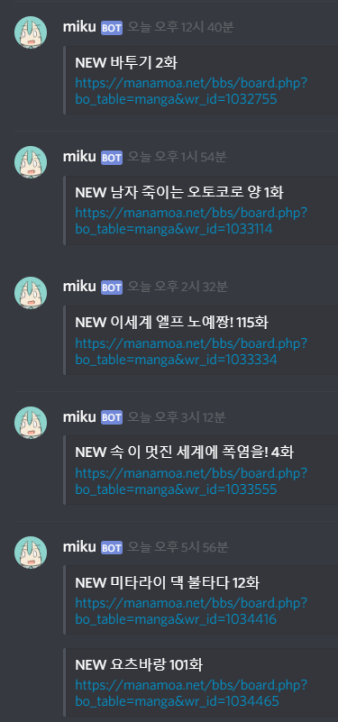 miku BOT 오늘 오후 12시 40분
NEW 바투기 2화
https://manamoa.net/bbs/board.php?
bo_table=manga&wr_id=1032755
miku BOT 오늘 오후 1시 54분
NEW 남자 죽이는 오토코로 양 1화
https://manamoa.net/bbs/board.php?
bo_table=manga&wr_id=1033114
miku BOT 오늘 오후 2시 32분
NEW 이세계 엘프 노예짱! 115화
https://manamoa.net/bbs/board.php?
bo_table=manga&wr_id=1033334
miku BOT 오늘 오후 3시 12분
NEW 속 이 멋진 세계에 폭염을! 4화
https://manamoa.net/bbs/board.php?
bo_table=manga&wr_id=1033555
miku BOT 오늘 오후 5시 56분
NEW 미타라이 댁 불타다 12화
https://manamoa.net/bbs/board.php?
bo_table=manga&wr_id=1034416
NEW 요츠바랑 101화
https://manamoa.net/bbs/board.php?
bo_table=manga&wr_id=1034465